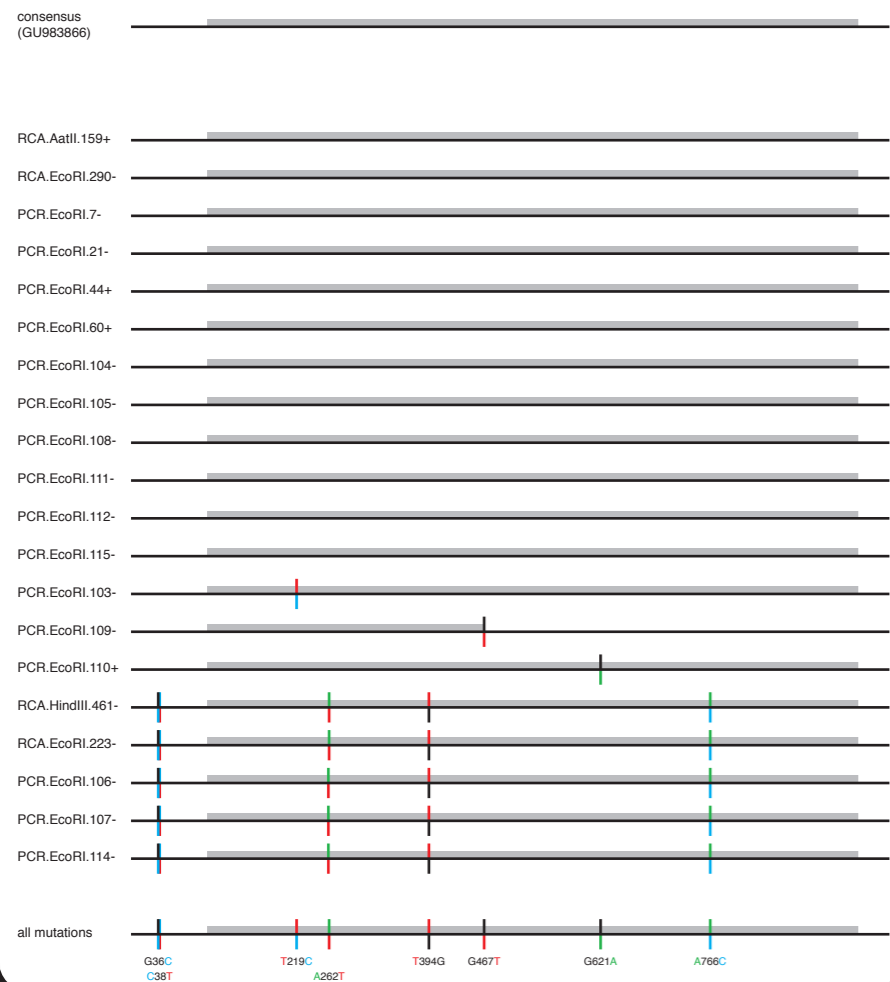 consensus
(GU983866)
RCA.AatII.159+
RCA.EcoRI.290-
PCR.EcoRI.7-
PCR.EcoRI.21-
PCR.EcoRI.44+
PCR.EcoRI.60+
PCR.EcoRI.104-
PCR.EcoRI.105-
PCR.EcoRI.108-
PCR.EcoRI.111-
PCR.EcoRI.112-
PCR.EcoRI.115-
PCR.EcoRI.103-
PCR.EcoRI.109-
PCR.EcoRI.110+
RCA.HindIII.461-
RCA.EcoRI.223-
PCR.EcoRI.106-
PCR.EcoRI.107-
PCR.EcoRI.114-
all mutations
G36C T219C T394G G467T G621A A766C
C38T A262T